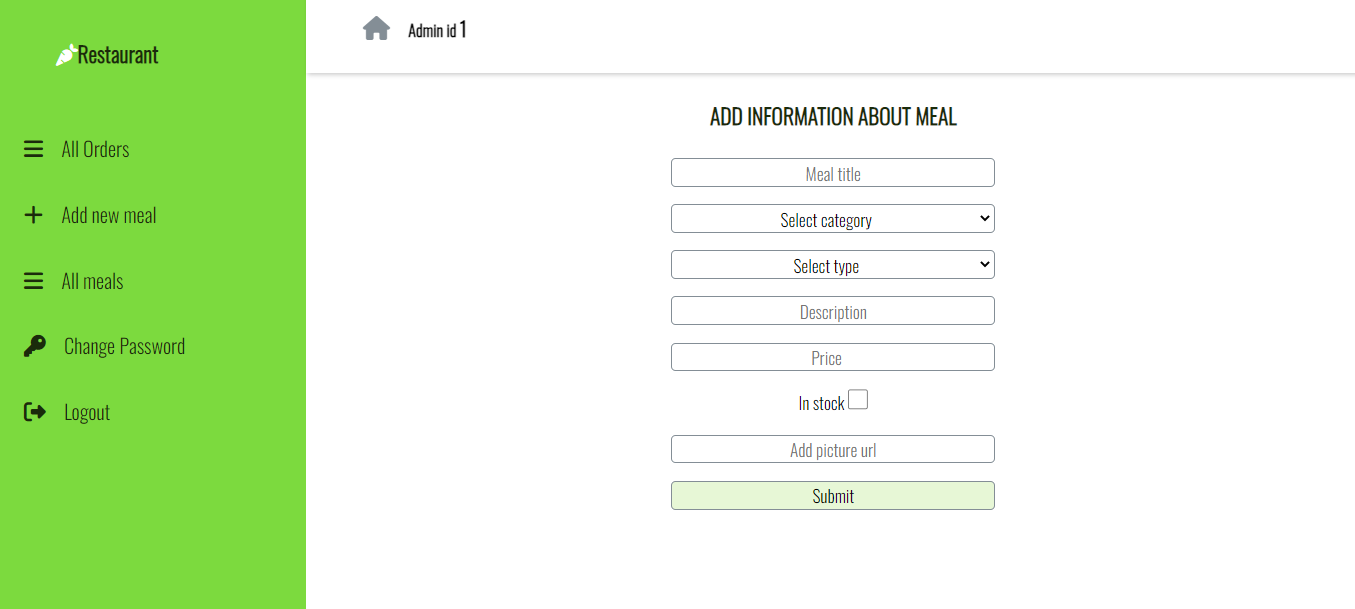 Restaurant
All Orders
Add new meal
All meals
Change Password
Logout
Admin id 1
ADD INFORMATION ABOUT MEAL
Meal title
Select category
Select type
Description
Price
In stock
Add picture url
Submit